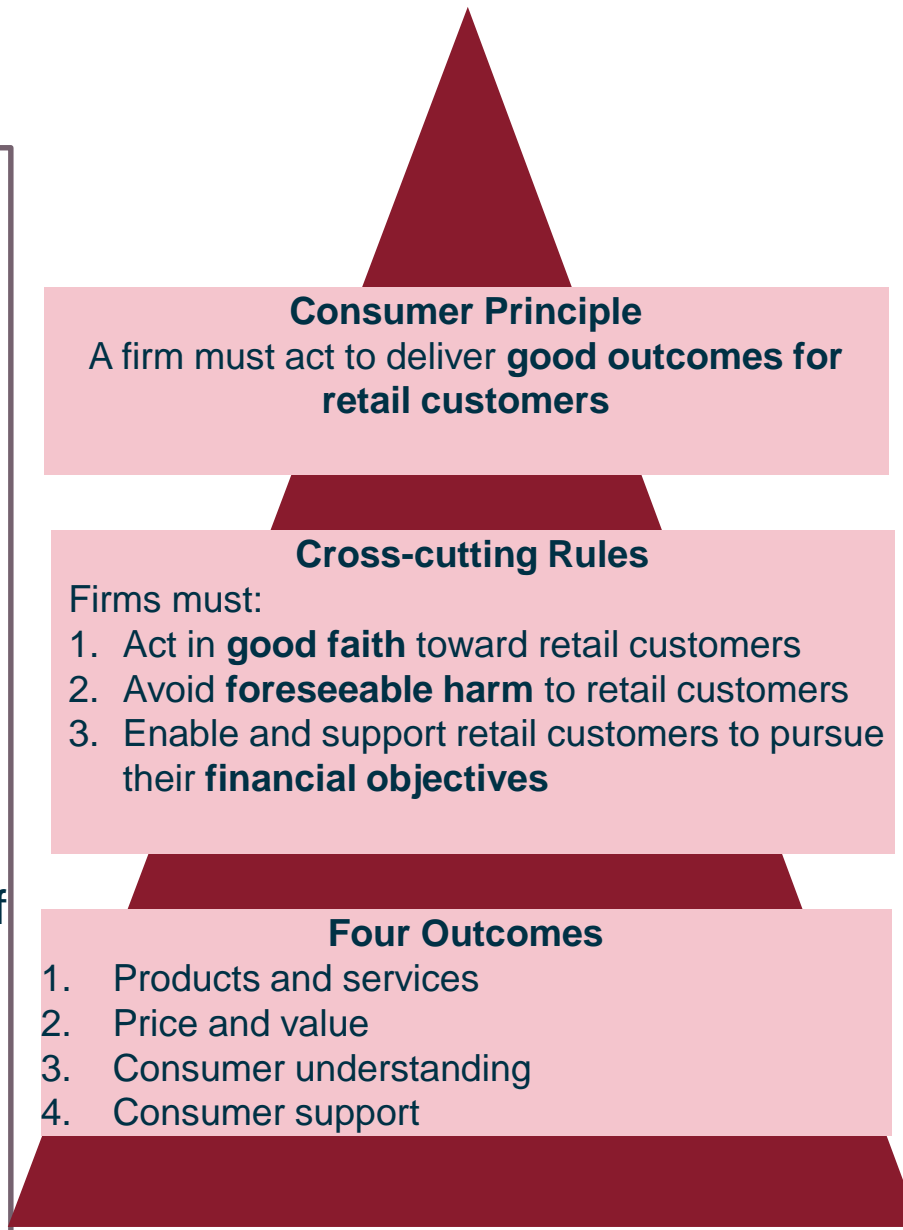 Consumer Principle
A firm must act to deliver good outcomes for
retail customers
Cross-cutting Rules
Firms must:
1. Act in good faith toward retail customers
2. Avoid foreseeable harm to retail customers
3. Enable and support retail customers to pursue
their financial objectives
f
Four Outcomes
1. Products and services
2. Price and value
3. Consumer understanding
4. Consumer support